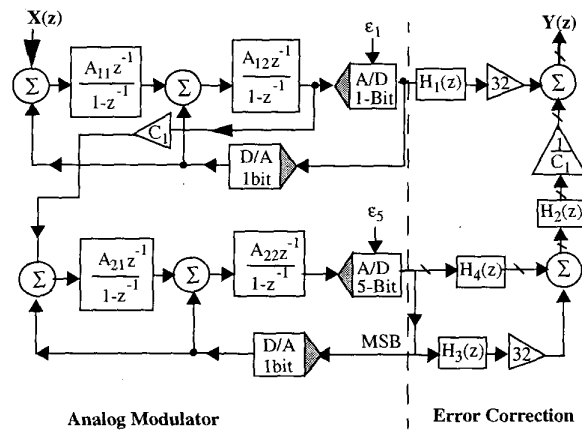 X(z)
Y(z)
ε1
Σ
A11z-1
1-z-1
Σ
A12z-1
1-z-1
A/D
1-Bit
H1(z)
32
Σ
C1
D/A
1bit
1
C1
H2(z)
ε5
Σ
A21z-1
1-z-1
Σ
A22z-1
1-z-1
A/D
5-Bit
H4(z)
Σ
D/A
1bit
MSB
H3(z)
32
Analog Modulator
Error Correction